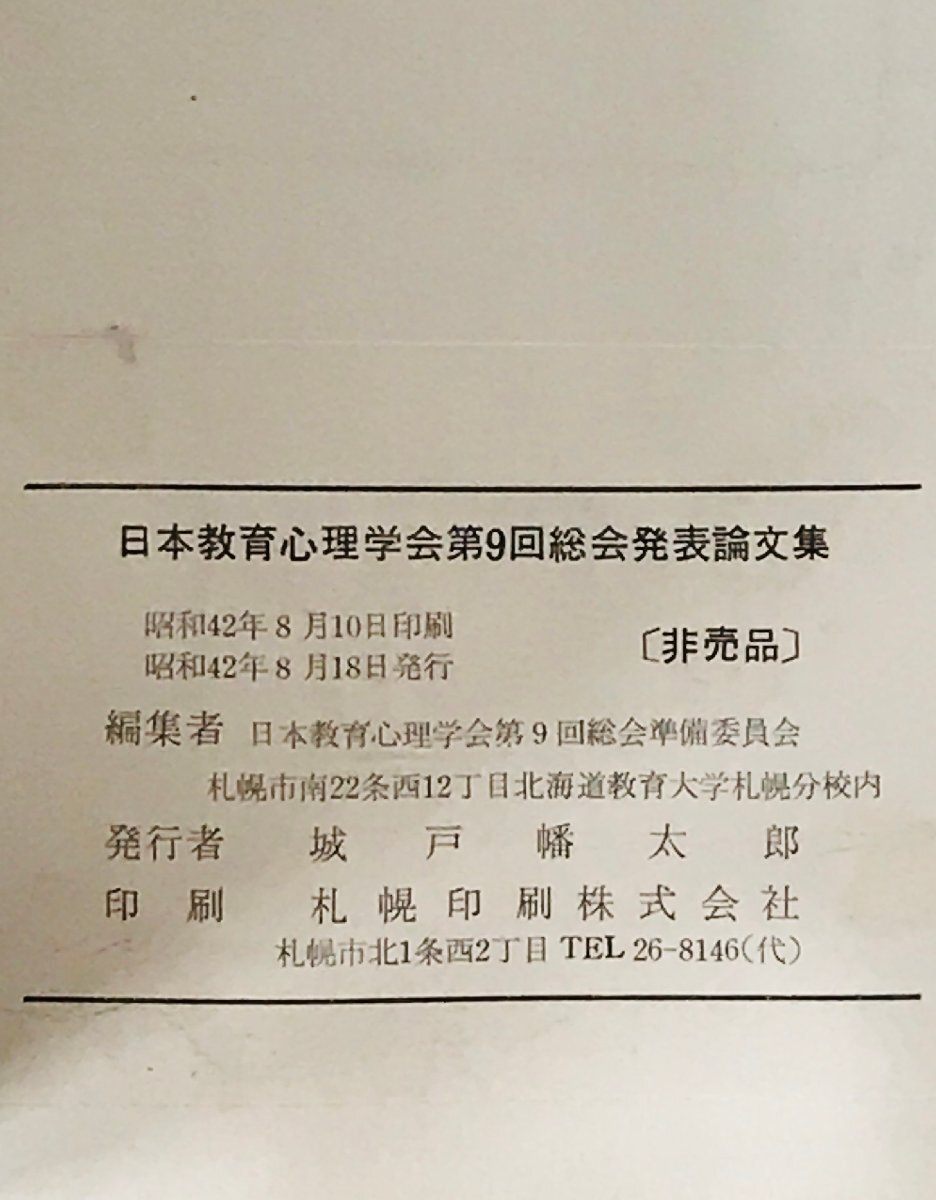 日本教育心理学会第9回総会発表論文集
昭和42年8月10日印刷
昭和42年8月18日発行
〔非売品〕
編集者 日本教育心理学会第9回総会準備委員会
札幌市南22条西12丁目北海道教育大学札幌分校内
発行者 城戸幡太郎
印刷 札幌印刷株式会社
札幌市北1条西2丁目 TEL 26-8146(代)